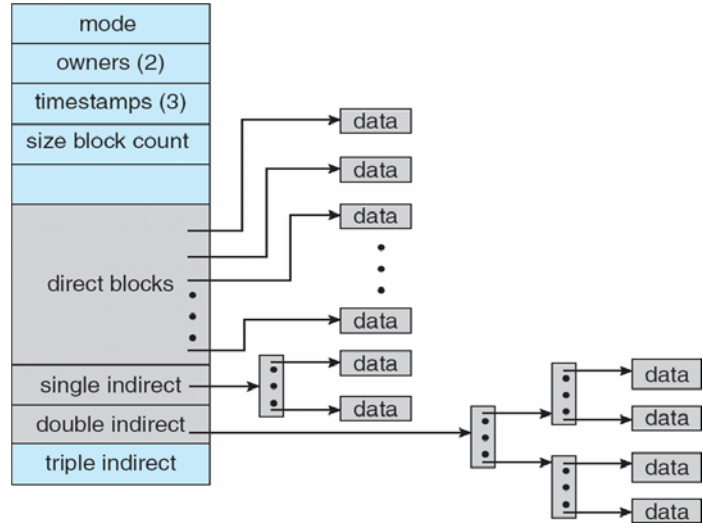 mode
owners (2)
timestamps (3)
size block count
data
data
data
direct blocks
data
single indirect
data
data
double indirect
data
data
triple indirect
data
data